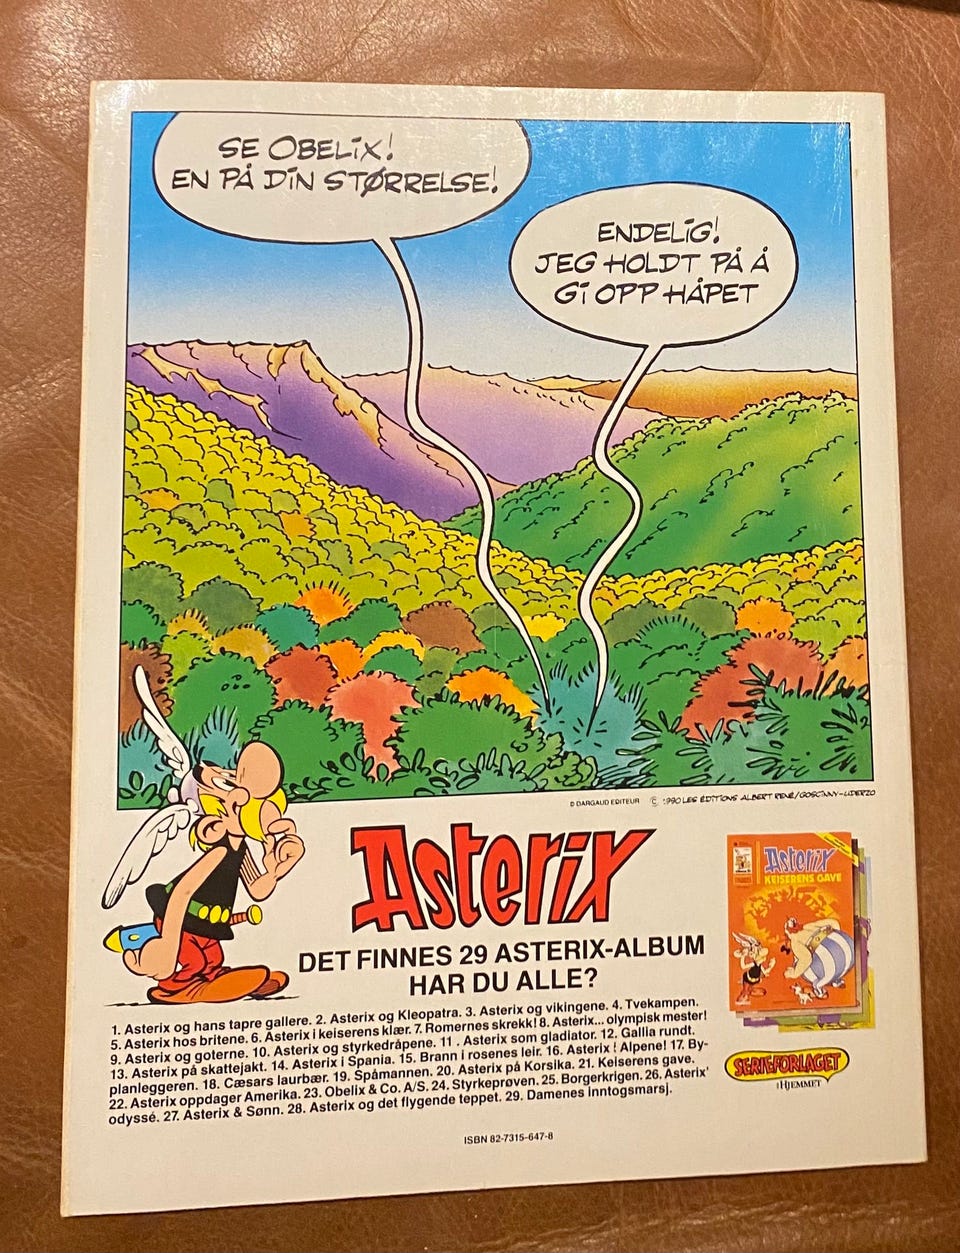 SE OBELIX!
EN PÅ DIN STØRRELSE!
ENDELIG!
JEG HOLDT PÅ Å
GI OPP HÅPET
© DARGAUD EDITEUR © 1990 LES ÉDITIONS ALBERT RENÉ/GOSCINNY-UDERZO
Asterix
DET FINNES 29 ASTERIX-ALBUM
HAR DU ALLE?
Asterix
KEISERENS GAVE
1. Asterix og hans tapre gallere. 2. Asterix og Kleopatra. 3. Asterix og vikingene. 4. Tvekampen.
5. Asterix hos britene. 6. Asterix i keiserens klær. 7. Romernes skrekk! 8. Asterix... olympisk mester!
9. Asterix og goterne. 10. Asterix og styrkedråpene. 11 . Asterix som gladiator. 12. Gallia rundt.
13. Asterix på skattejakt. 14. Asterix i Spania. 15. Brann i rosenes leir. 16. Asterix i Alpene! 17. By-
planleggeren. 18. Cæsars laurbær. 19. Spåmannen. 20. Asterix på Korsika. 21. Keiserens gave.
22. Asterix oppdager Amerika. 23. Obelix & Co. A/S. 24. Styrkeprøven. 25. Borgerkrigen. 26. Asterix'
odyssé. 27. Asterix & Sønn. 28. Asterix og det flygende teppet. 29. Damenes inntogsmarsj.
SERIEFORLAGET
HJEMMET
ISBN 82-7315-647-8